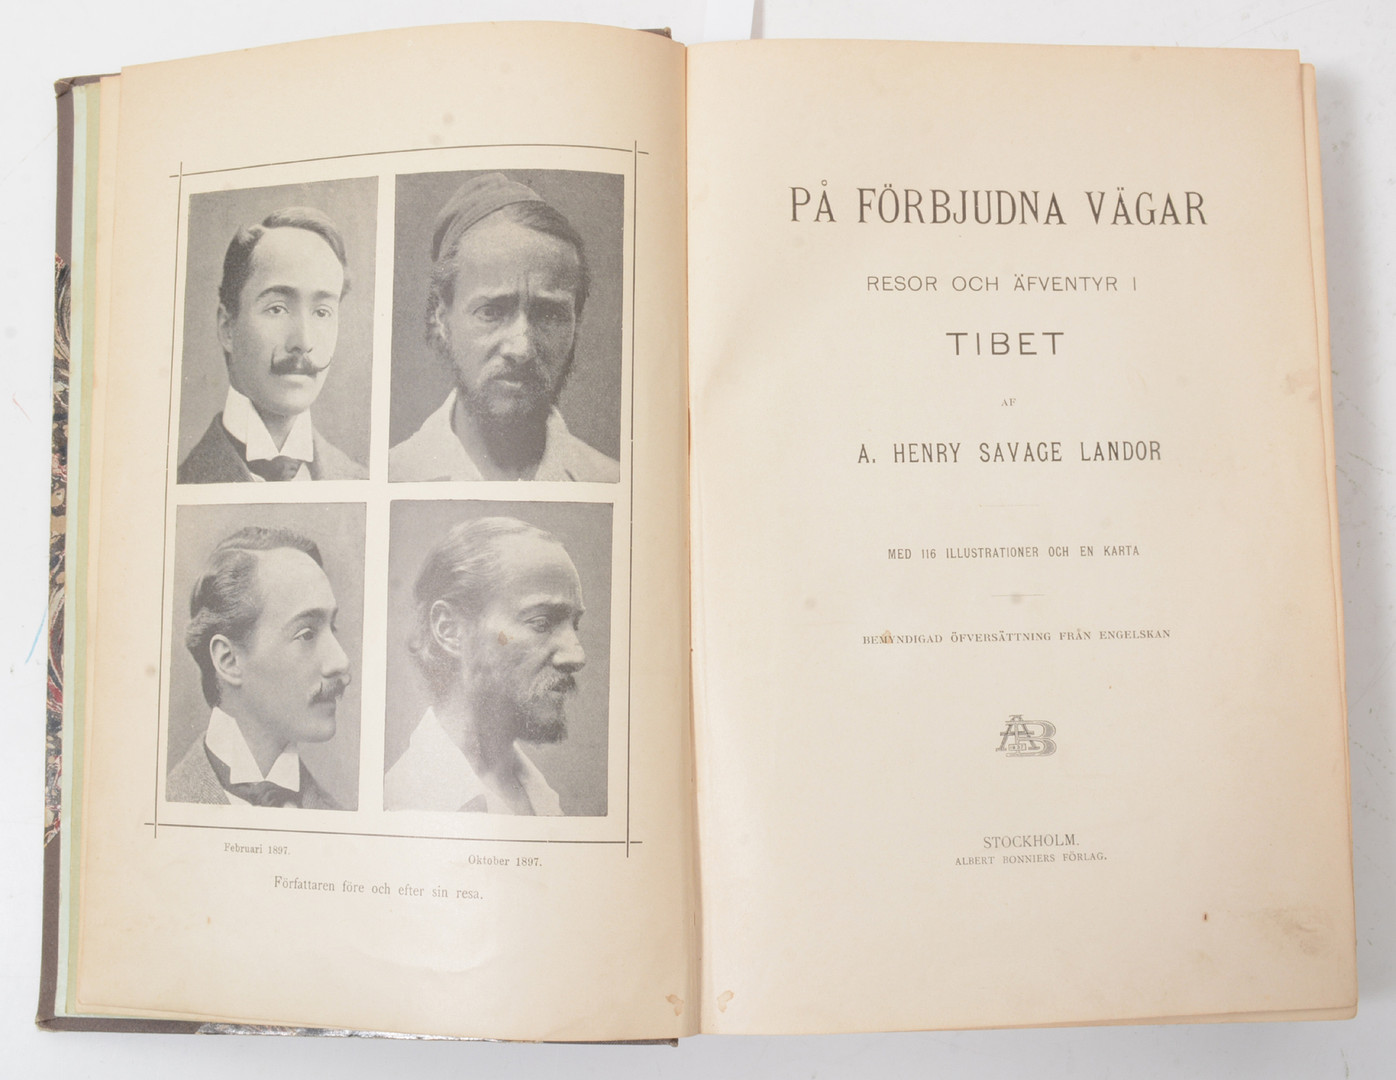 Februari 1897.
Oktober 1897.
Författaren före och efter sin resa.
PÅ FÖRBJUDNA VÄGAR
RESOR OCH ÄFVENTYR I
TIBET
AF
A. HENRY SAVAGE LANDOR
MED 116 ILLUSTRATIONER OCH EN KARTA
BEMYNDIGAD ÖFVERSÄTTNING FRÅN ENGELSKAN
STOCKHOLM.
ALBERT BONNIERS FÖRLAG.